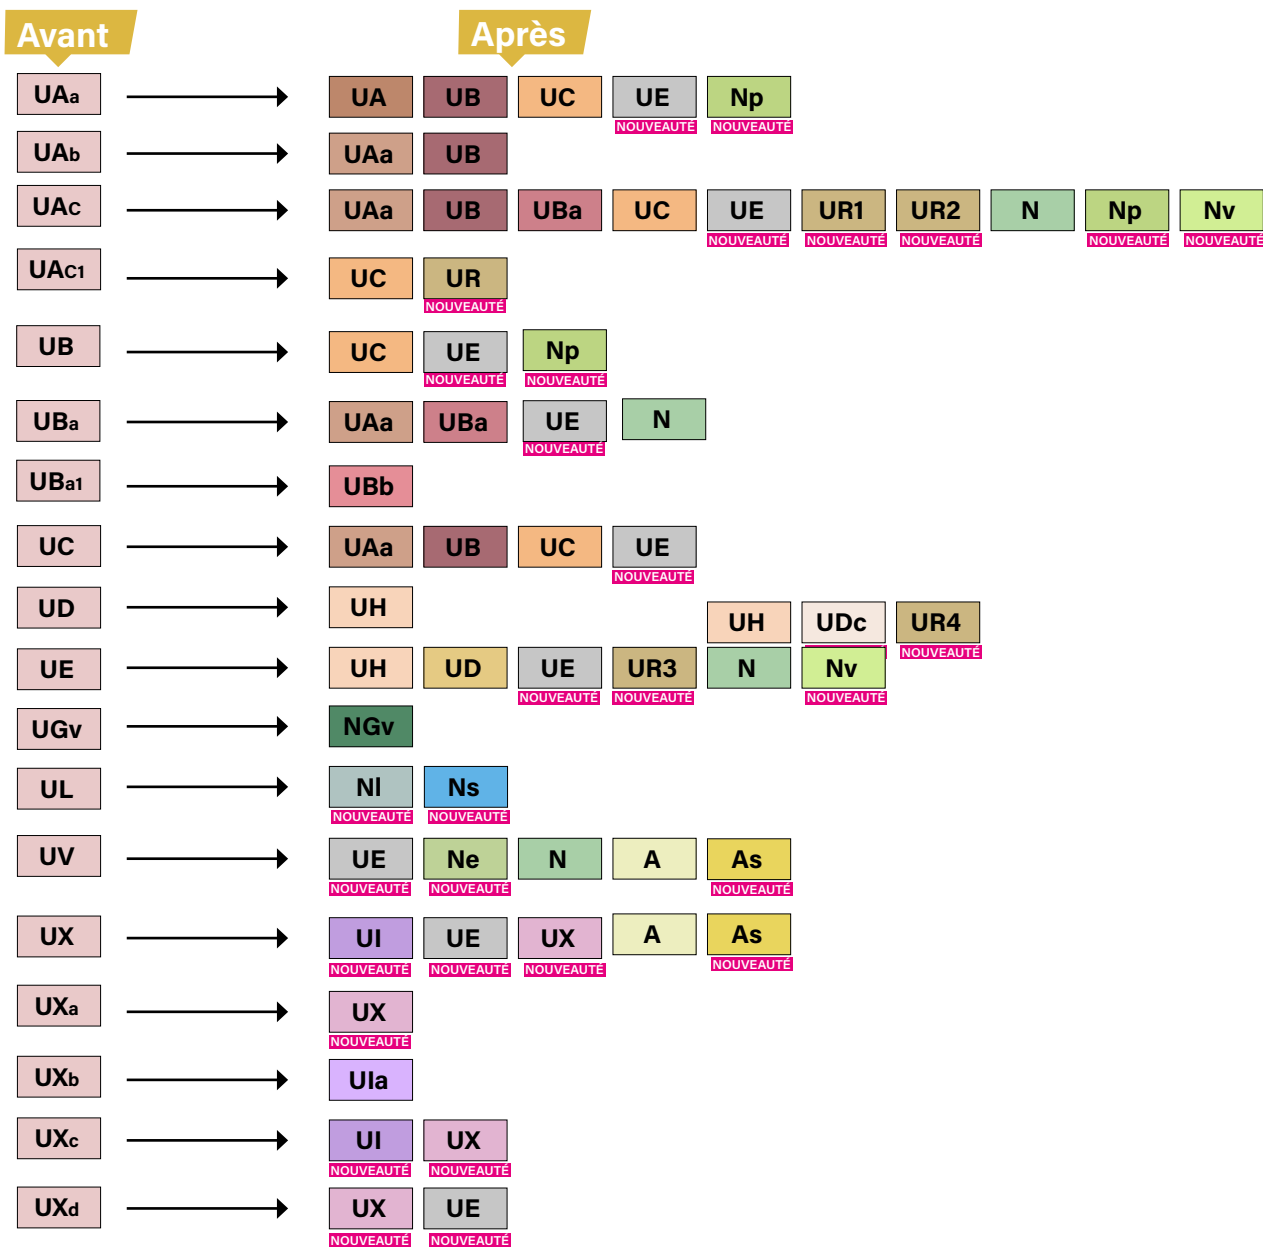 Avant Après
UAa UA UB UC UE Np
NOUVEAUTÉ NOUVEAUTÉ
UAb UAa UB
UAc UAa UB UBa UC UE UR1 UR2 N Np Nv
NOUVEAUTÉ NOUVEAUTÉ NOUVEAUTÉ NOUVEAUTÉ NOUVEAUTÉ
UAC1 UC UR
NOUVEAUTÉ
UB UC UE Np
NOUVEAUTÉ NOUVEAUTÉ
UBa UAa UBa UE N
NOUVEAUTÉ
UBa1 UBb
UC UAa UB UC UE
NOUVEAUTÉ
UD UH
UH UDc UR4
NOUVEAUTÉ
UE UH UD UE UR3 N Nv
NOUVEAUTÉ NOUVEAUTÉ NOUVEAUTÉ
UGv NGv
UL Nl Ns
NOUVEAUTÉ NOUVEAUTÉ
UV UE Ne N A As
NOUVEAUTÉ NOUVEAUTÉ NOUVEAUTÉ
UX UI UE UX A As
NOUVEAUTÉ NOUVEAUTÉ NOUVEAUTÉ NOUVEAUTÉ
UXa UX
NOUVEAUTÉ
UXb UIa
UXc UI UX
NOUVEAUTÉ NOUVEAUTÉ
UXd UX UE
NOUVEAUTÉ NOUVEAUTÉ